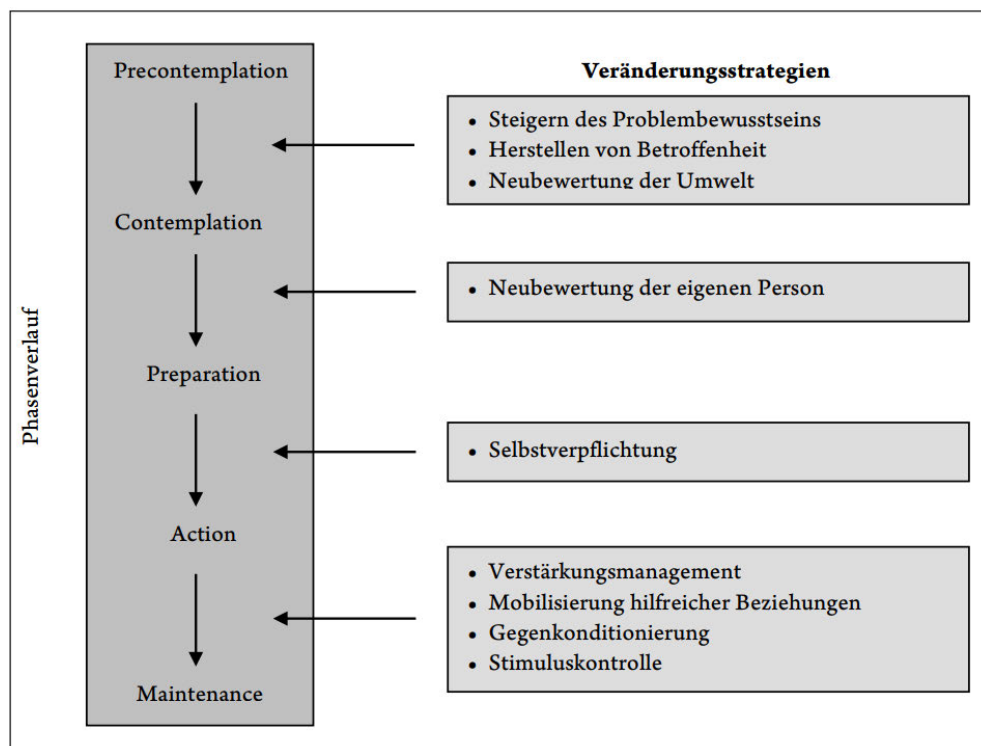 Phasenverlauf
Precontemplation
Contemplation
Preparation
Action
Maintenance
Veränderungsstrategien
• Steigern des Problembewusstseins
• Herstellen von Betroffenheit
• Neubewertung der Umwelt
• Neubewertung der eigenen Person
• Selbstverpflichtung
• Verstärkungsmanagement
• Mobilisierung hilfreicher Beziehungen
• Gegenkonditionierung
• Stimuluskontrolle